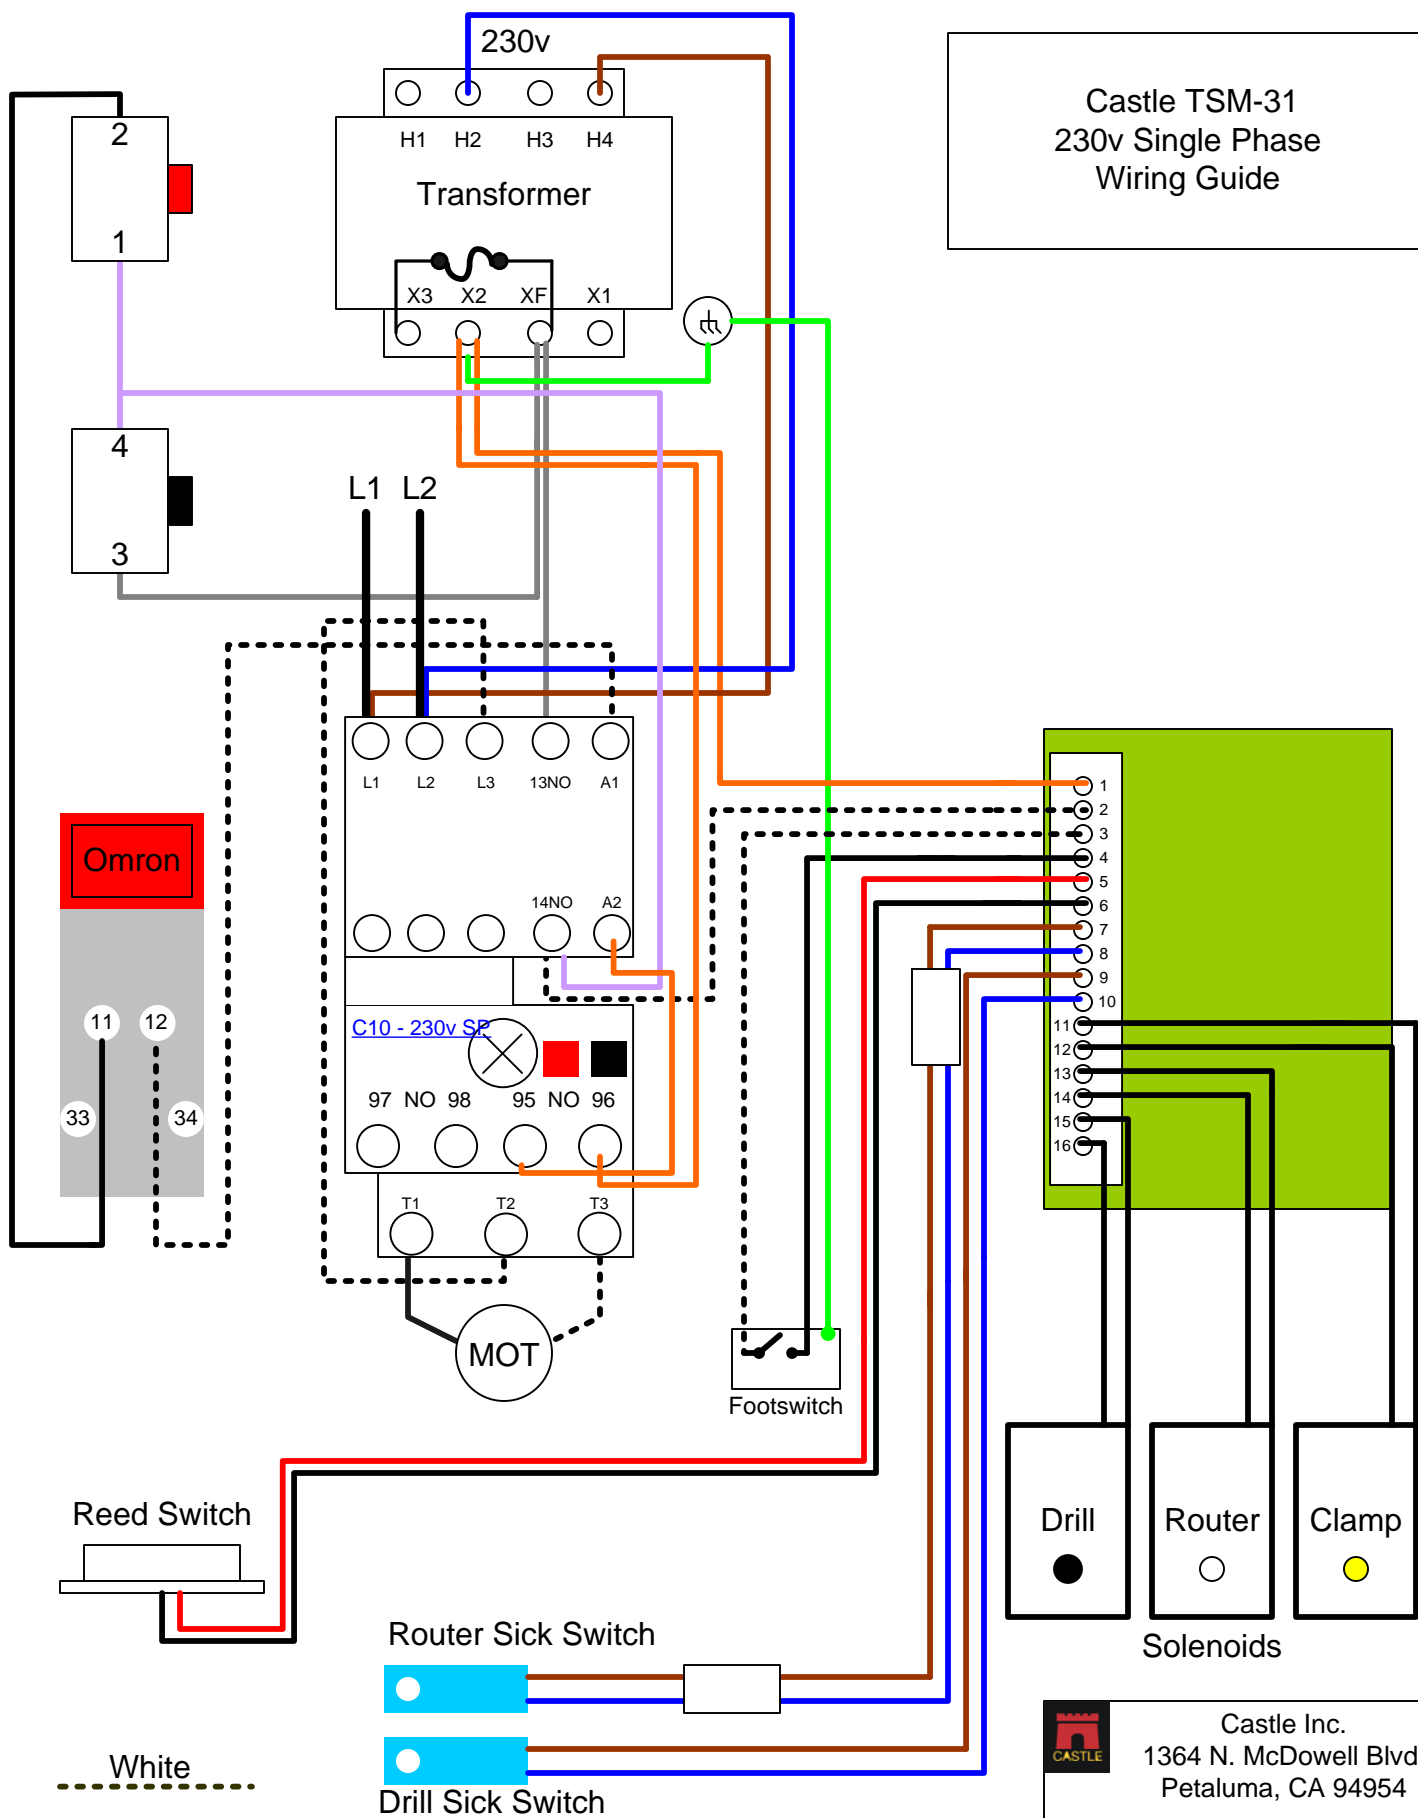 230v
Castle TSM-31
230v Single Phase
Wiring Guide
2
1
H1 H2 H3 H4
Transformer
X3 X2 XF X1
4
3
L1 L2
L1 L2 L3 13NO A1
Omron
14NO A2
11 12
33 34
C10 - 230v SP
97 NO 98 95 NO 96
T1 T2 T3
MOT
1
2
3
4
5
6
7
8
9
10
11
12
13
14
15
16
Footswitch
Reed Switch
Drill Router Clamp
Solenoids
Router Sick Switch
White
Drill Sick Switch
CASTLE
Castle Inc.
1364 N. McDowell Blvd
Petaluma, CA 94954